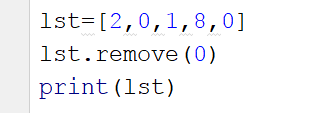 lst=[2,0,1,8,0]
lst.remove(0)
print(lst)